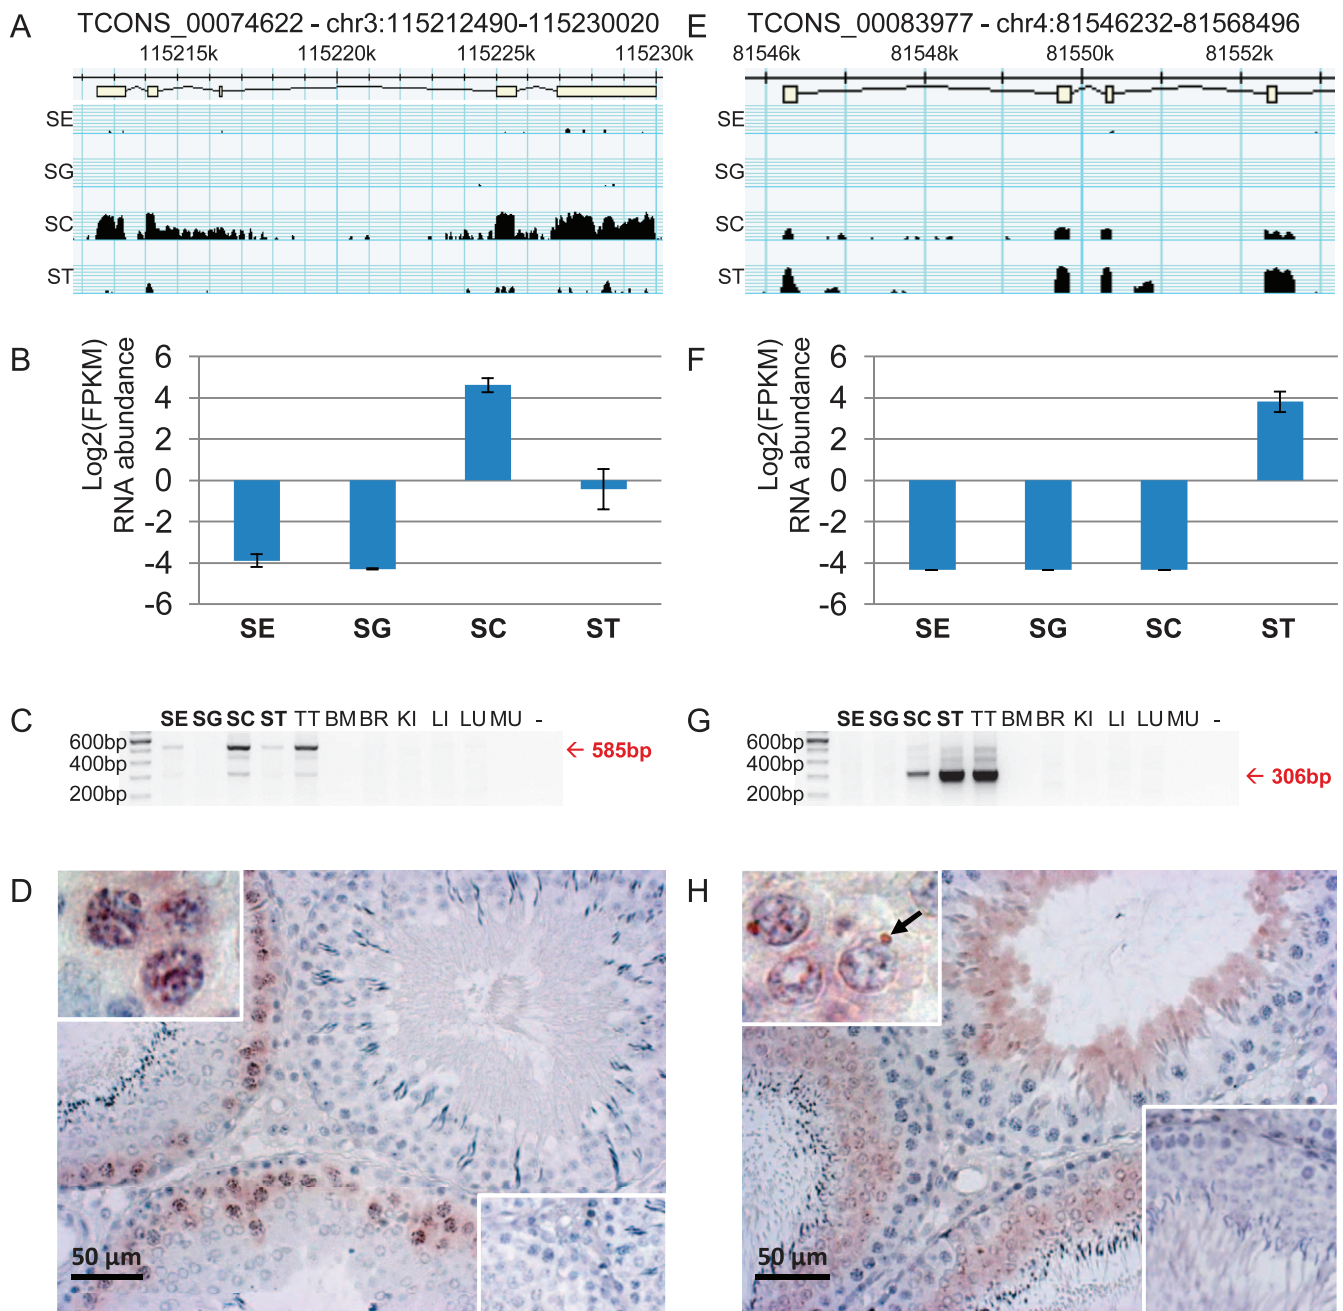 A TCONS_00074622 - chr3:115212490-115230020
115215k 115220k 115225k 115230k
SE
SG
SC
ST
B
Log2(FPKM)
RNA abundance
6
4
2
0
-2
-4
-6
SE SG SC ST
C
SE SG SC ST TT BM BR KI LI LU MU -
600bp
400bp
200bp
← 585bp
D
50 µm
E TCONS_00083977 - chr4:81546232-81568496
81546k 81548k 81550k 81552k
SE
SG
SC
ST
F
Log2(FPKM)
RNA abundance
6
4
2
0
-2
-4
-6
SE SG SC ST
G
SE SG SC ST TT BM BR KI LI LU MU -
600bp
400bp
200bp
← 306bp
H
50 µm